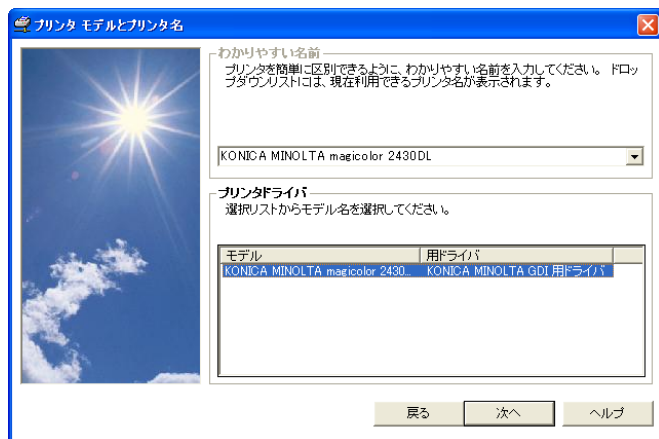 プリンタ モデルとプリンタ名
わかりやすい名前
プリンタを簡単に区別できるように、わかりやすい名前を入力してください。 ドロッ
プダウンリストには、現在利用できるプリンタ名が表示されます。
KONICA MINOLTA magicolor 2430DL
プリンタドライバ
選択リストからモデル名を選択してください。
モデル 用ドライバ
KONICA MINOLTA magicolor 2430... KONICA MINOLTA GDI 用ドライバ
戻る 次へ ヘルプ